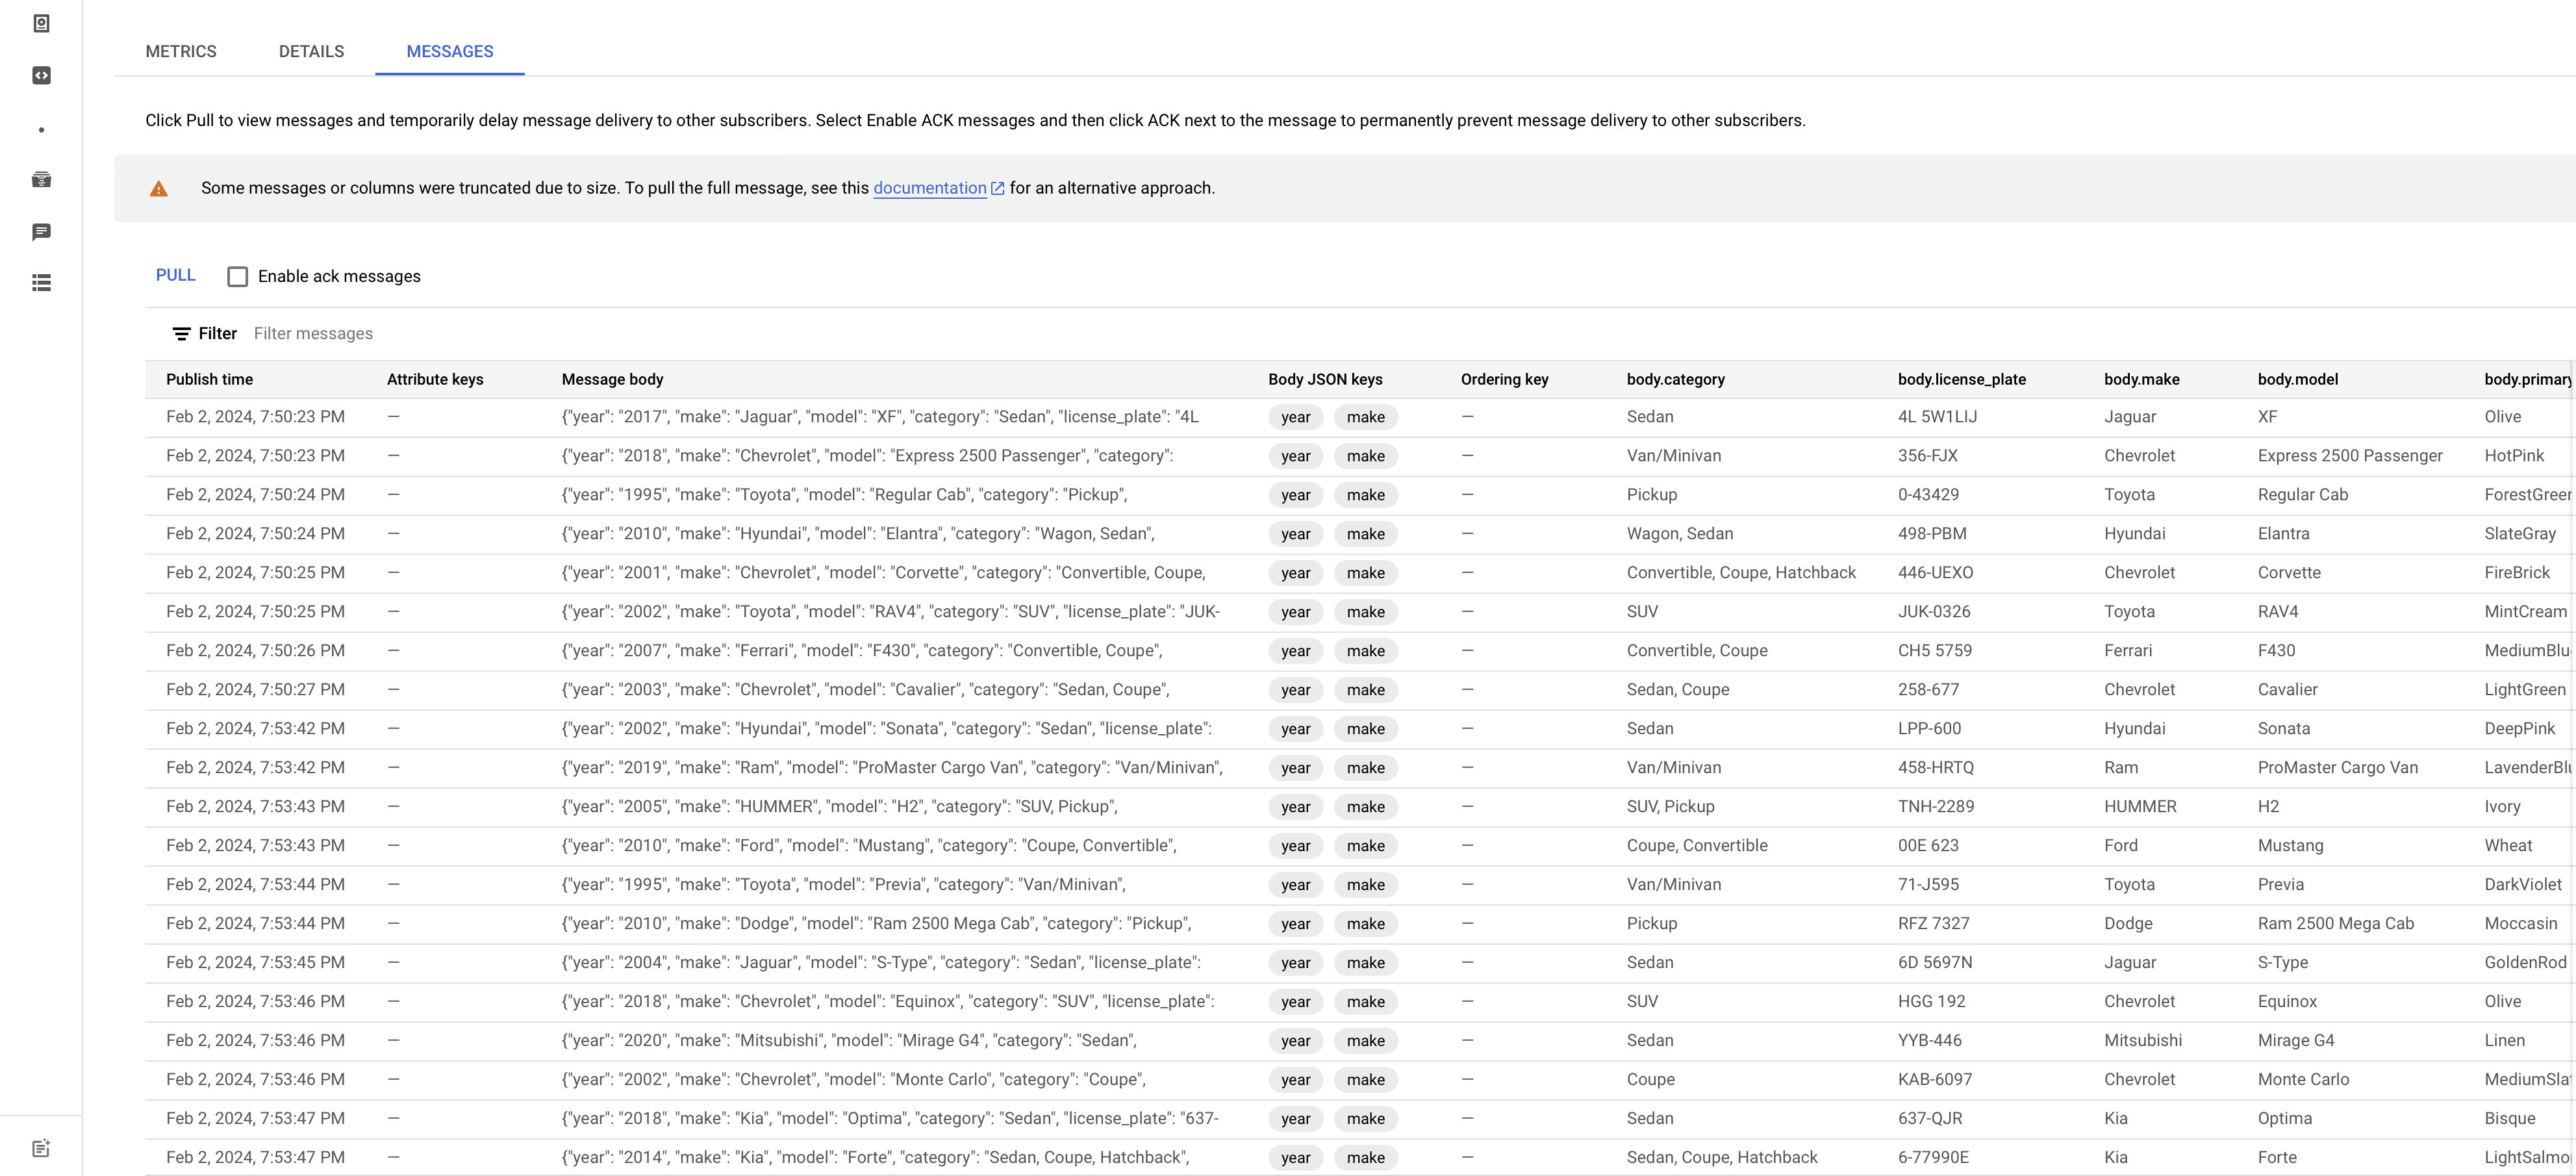 METRICS DETAILS MESSAGES
Click Pull to view messages and temporarily delay message delivery to other subscribers. Select Enable ACK messages and then click ACK next to the message to permanently prevent message delivery to other subscribers.
Some messages or columns were truncated due to size. To pull the full message, see this documentation for an alternative approach.
PULL Enable ack messages
Filter Filter messages
Publish time Attribute keys Message body Body JSON keys Ordering key body.category body.license_plate body.make body.model body.primary
Feb 2, 2024, 7:50:23 PM — {"year": "2017", "make": "Jaguar", "model": "XF", "category": "Sedan", "license_plate": "4L year make — Sedan 4L 5W1LIJ Jaguar XF Olive
Feb 2, 2024, 7:50:23 PM — {"year": "2018", "make": "Chevrolet", "model": "Express 2500 Passenger", "category": year make — Van/Minivan 356-FJX Chevrolet Express 2500 Passenger HotPink
Feb 2, 2024, 7:50:24 PM — {"year": "1995", "make": "Toyota", "model": "Regular Cab", "category": "Pickup", year make — Pickup 0-43429 Toyota Regular Cab ForestGreen
Feb 2, 2024, 7:50:24 PM — {"year": "2010", "make": "Hyundai", "model": "Elantra", "category": "Wagon, Sedan", year make — Wagon, Sedan 498-PBM Hyundai Elantra SlateGray
Feb 2, 2024, 7:50:25 PM — {"year": "2001", "make": "Chevrolet", "model": "Corvette", "category": "Convertible, Coupe, year make — Convertible, Coupe, Hatchback 446-UEXO Chevrolet Corvette FireBrick
Feb 2, 2024, 7:50:25 PM — {"year": "2002", "make": "Toyota", "model": "RAV4", "category": "SUV", "license_plate": "JUK- year make — SUV JUK-0326 Toyota RAV4 MintCream
Feb 2, 2024, 7:50:26 PM — {"year": "2007", "make": "Ferrari", "model": "F430", "category": "Convertible, Coupe", year make — Convertible, Coupe CH5 5759 Ferrari F430 MediumBlu
Feb 2, 2024, 7:50:27 PM — {"year": "2003", "make": "Chevrolet", "model": "Cavalier", "category": "Sedan, Coupe", year make — Sedan, Coupe 258-677 Chevrolet Cavalier LightGreen
Feb 2, 2024, 7:53:42 PM — {"year": "2002", "make": "Hyundai", "model": "Sonata", "category": "Sedan", "license_plate": year make — Sedan LPP-600 Hyundai Sonata DeepPink
Feb 2, 2024, 7:53:42 PM — {"year": "2019", "make": "Ram", "model": "ProMaster Cargo Van", "category": "Van/Minivan", year make — Van/Minivan 458-HRTQ Ram ProMaster Cargo Van LavenderBlu
Feb 2, 2024, 7:53:43 PM — {"year": "2005", "make": "HUMMER", "model": "H2", "category": "SUV, Pickup", year make — SUV, Pickup TNH-2289 HUMMER H2 Ivory
Feb 2, 2024, 7:53:43 PM — {"year": "2010", "make": "Ford", "model": "Mustang", "category": "Coupe, Convertible", year make — Coupe, Convertible 00E 623 Ford Mustang Wheat
Feb 2, 2024, 7:53:44 PM — {"year": "1995", "make": "Toyota", "model": "Previa", "category": "Van/Minivan", year make — Van/Minivan 71-J595 Toyota Previa DarkViolet
Feb 2, 2024, 7:53:44 PM — {"year": "2010", "make": "Dodge", "model": "Ram 2500 Mega Cab", "category": "Pickup", year make — Pickup RFZ 7327 Dodge Ram 2500 Mega Cab Moccasin
Feb 2, 2024, 7:53:45 PM — {"year": "2004", "make": "Jaguar", "model": "S-Type", "category": "Sedan", "license_plate": year make — Sedan 6D 5697N Jaguar S-Type GoldenRod
Feb 2, 2024, 7:53:46 PM — {"year": "2018", "make": "Chevrolet", "model": "Equinox", "category": "SUV", "license_plate": year make — SUV HGG 192 Chevrolet Equinox Olive
Feb 2, 2024, 7:53:46 PM — {"year": "2020", "make": "Mitsubishi", "model": "Mirage G4", "category": "Sedan", year make — Sedan YYB-446 Mitsubishi Mirage G4 Linen
Feb 2, 2024, 7:53:46 PM — {"year": "2002", "make": "Chevrolet", "model": "Monte Carlo", "category": "Coupe", year make — Coupe KAB-6097 Chevrolet Monte Carlo MediumSlat
Feb 2, 2024, 7:53:47 PM — {"year": "2018", "make": "Kia", "model": "Optima", "category": "Sedan", "license_plate": "637- year make — Sedan 637-QJR Kia Optima Bisque
Feb 2, 2024, 7:53:47 PM — {"year": "2014", "make": "Kia", "model": "Forte", "category": "Sedan, Coupe, Hatchback", year make — Sedan, Coupe, Hatchback 6-77990E Kia Forte LightSalmo